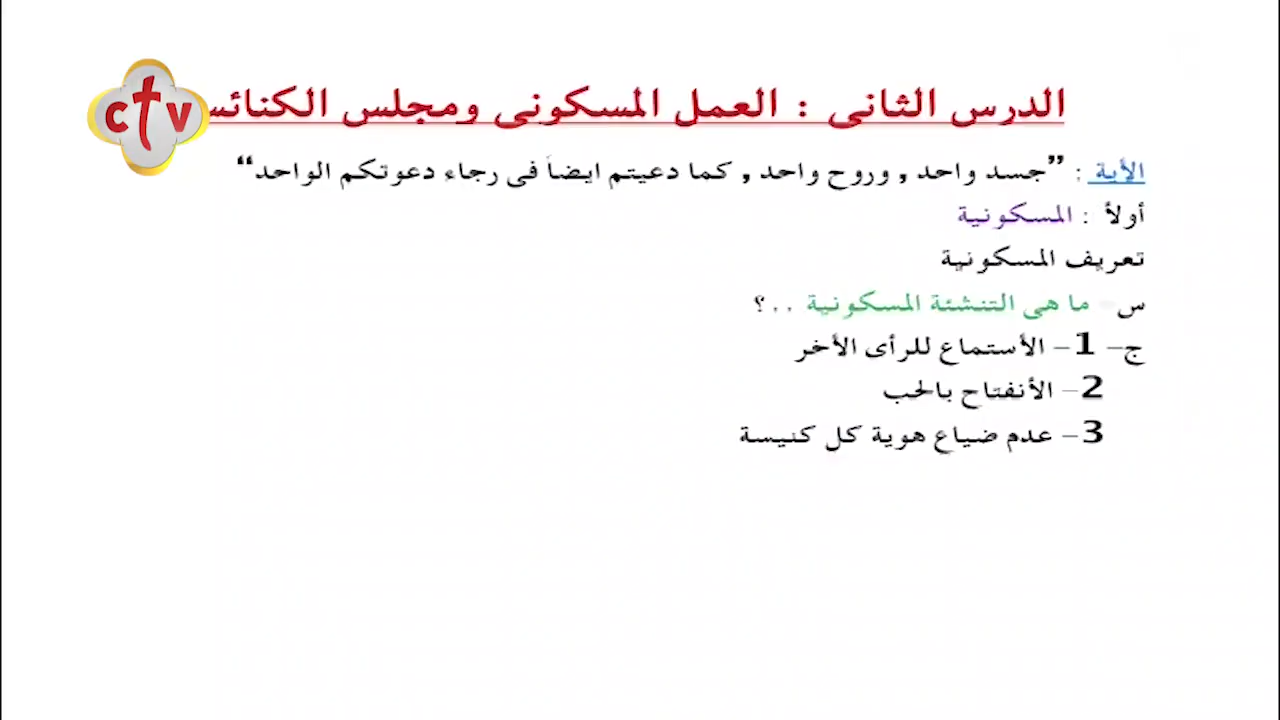 الدرس الثانى : العمل المسكونى ومجلس الكنائس
الأية : ”جسد واحد , وروح واحد , كما دعيتم ايضاً فى رجاء دعوتكم الواحد“
أولاً : المسكونية
تعريف المسكونية
س- ما هى التنشئة المسكونية ..؟
ج- 1- الأستماع للرأى الأخر
2- الأنفتاح بالحب
3- عدم ضياع هوية كل كنيسة
ctv